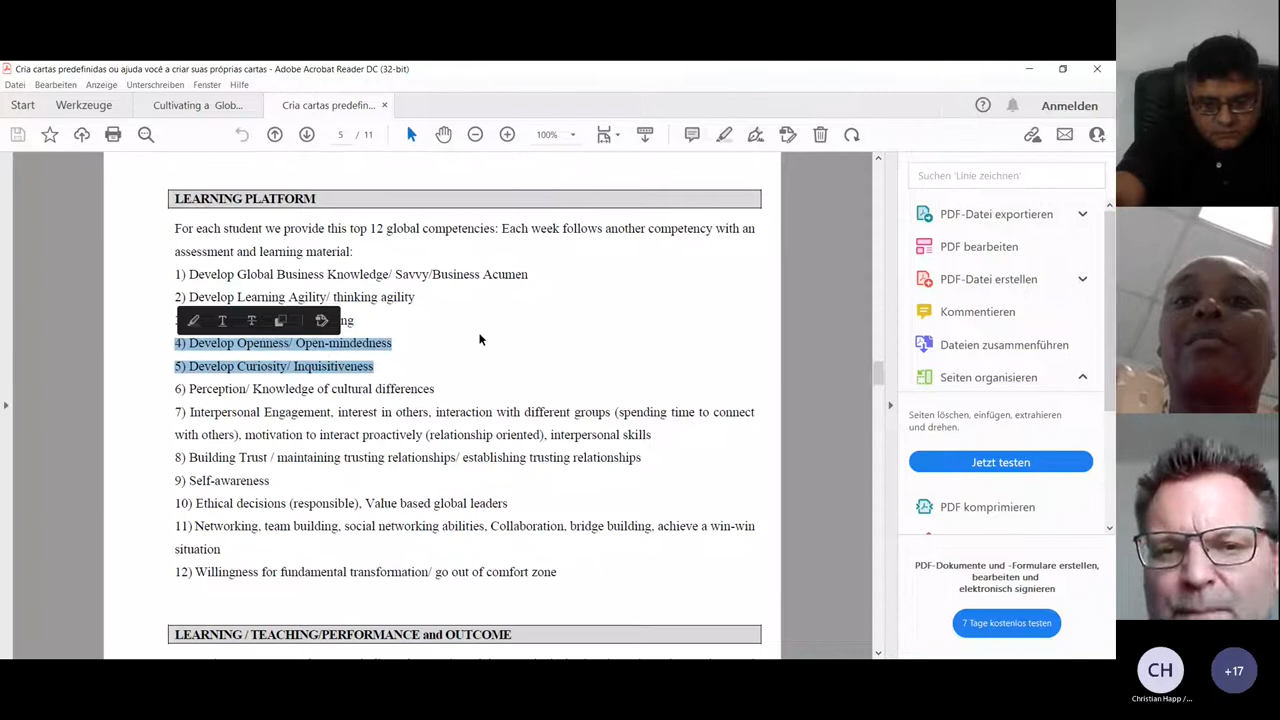 Cria cartas predefinidas ou ajuda você a criar suas próprias cartas - Adobe Acrobat Reader DC (32-bit)
Datei Bearbeiten Anzeige Unterschreiben Fenster Hilfe
Start Werkzeuge Cultivating a Glob... Cria cartas predefin... × Anmelden
5 / 11 100%
LEARNING PLATFORM
For each student we provide this top 12 global competencies: Each week follows another competency with an
assessment and learning material:
1) Develop Global Business Knowledge/ Savvy/Business Acumen
2) Develop Learning Agility/ thinking agility
4) Develop Openness/ Open-mindedness
5) Develop Curiosity/ Inquisitiveness
6) Perception/ Knowledge of cultural differences
7) Interpersonal Engagement, interest in others, interaction with different groups (spending time to connect
with others), motivation to interact proactively (relationship oriented), interpersonal skills
8) Building Trust / maintaining trusting relationships/ establishing trusting relationships
9) Self-awareness
10) Ethical decisions (responsible), Value based global leaders
11) Networking, team building, social networking abilities, Collaboration, bridge building, achieve a win-win
situation
12) Willingness for fundamental transformation/ go out of comfort zone
LEARNING / TEACHING/PERFORMANCE and OUTCOME
Suchen 'Linie zeichnen'
PDF-Datei exportieren
PDF bearbeiten
PDF-Datei erstellen
Kommentieren
Dateien zusammenführen
Seiten organisieren
Seiten löschen, einfügen, extrahieren
und drehen.
Jetzt testen
PDF komprimieren
PDF-Dokumente und -Formulare erstellen,
bearbeiten und
elektronisch signieren
7 Tage kostenlos testen
CH
Christian Happ /...
+17